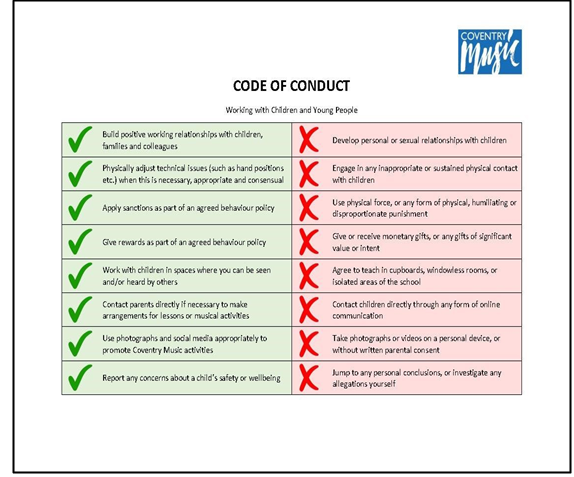 COVENTRY
Music
CODE OF CONDUCT
Working with Children and Young People
Build positive working relationships with children,
families and colleagues
Develop personal or sexual relationships with children
Physically adjust technical issues (such as hand positions
etc.) when this is necessary, appropriate and consensual
Engage in any inappropriate or sustained physical contact
with children
Apply sanctions as part of an agreed behaviour policy
Use physical force, or any form of physical, humiliating or
disproportionate punishment
Give rewards as part of an agreed behaviour policy
Give or receive monetary gifts, or any gifts of significant
value or intent
Work with children in spaces where you can be seen
and/or heard by others
Agree to teach in cupboards, windowless rooms, or
isolated areas of the school
Contact parents directly if necessary to make
arrangements for lessons or musical activities
Contact children directly through any form of online
communication
Use photographs and social media appropriately to
promote Coventry Music activities
Take photographs or videos on a personal device, or
without written parental consent
Report any concerns about a child's safety or wellbeing
Jump to any personal conclusions, or investigate any
allegations yourself